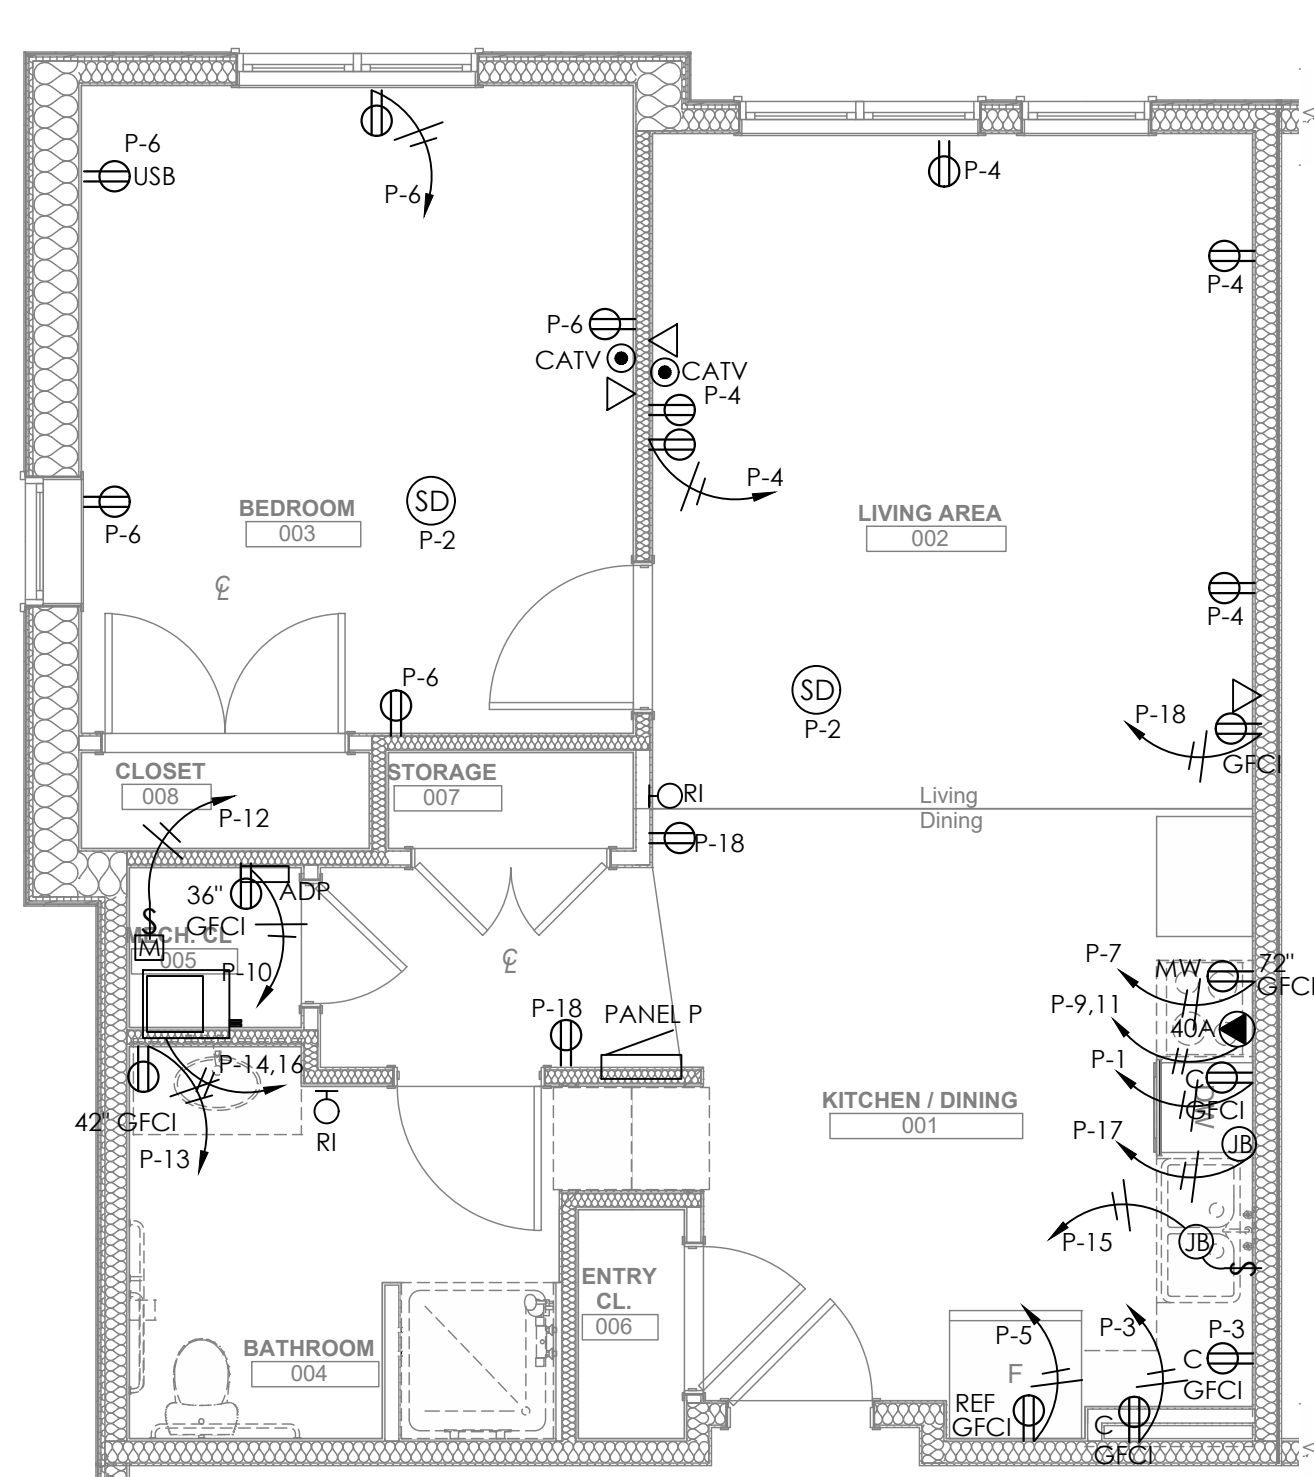 P-6
USB
P-6
P-4
P-4
P-6
CATV
CATV
P-4
P-4
BEDROOM
003
SD
P-2
P-6
LIVING AREA
002
P-4
℄
P-6
SD
P-2
P-18
GFCI
CLOSET
008
STORAGE
007
P-12
RI
P-18
Living
Dining
36"
GFCI
ADP
MECH. CL
005
M
P-10
℄
P-7
MW
72"
GFCI
P-9,11
40A
P-18
PANEL P
P-14,16
P-1
C
GFCI
DW
42" GFCI
RI
P-13
KITCHEN / DINING
001
P-17
JB
P-15
JB
S
S
ENTRY
CL.
006
BATHROOM
004
P-5
P-3
P-3
F
C
GFCI
REF
GFCI
C
GFCI